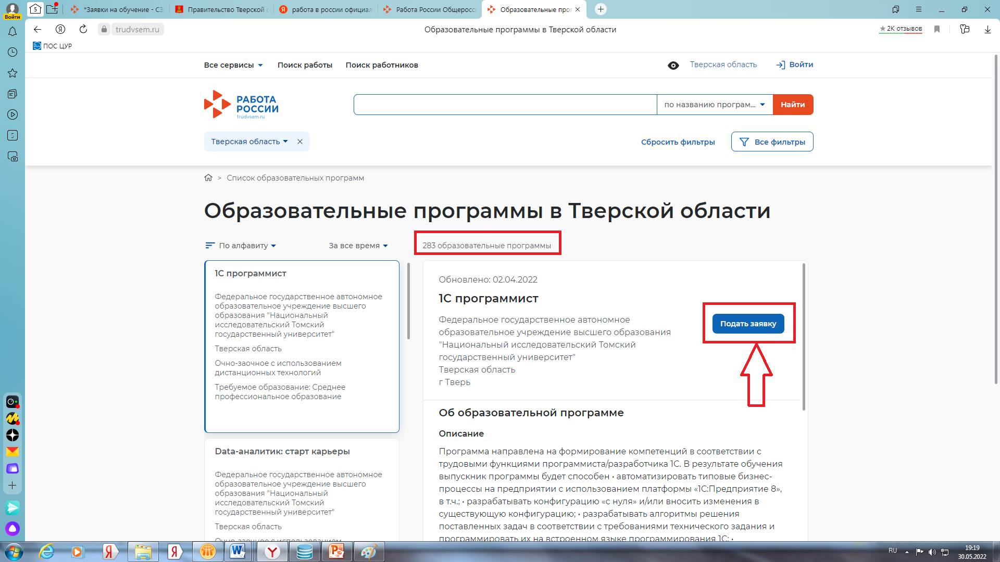 Войти
*Заявки на обучение - СЗ
Правительство Тверской
работа в россии официал
Работа России Общеросс
Образовательные прог
trudvsem.ru
Образовательные программы в Тверской области
2К отзывов
ПОС ЦУР
Все сервисы
Поиск работы
Поиск работников
Тверская область
Войти
РАБОТА
РОССИИ
trudvsem.ru
по названию програм...
Найти
Тверская область
Сбросить фильтры
Все фильтры
> Список образовательных программ
Образовательные программы в Тверской области
По алфавиту
За все время
283 образовательные программы
1С программист
Федеральное государственное автономное
образовательное учреждение высшего
образования "Национальный
исследовательский Томский
государственный университет"
Тверская область
Очно-заочное с использованием
дистанционных технологий
Требуемое образование: Среднее
профессиональное образование
Data-аналитик: старт карьеры
Федеральное государственное автономное
образовательное учреждение высшего
образования "Национальный
исследовательский Томский
государственный университет"
Тверская область
Очно-заочное с использованием
Обновлено: 02.04.2022
1С программист
Федеральное государственное автономное
образовательное учреждение высшего образования
"Национальный исследовательский Томский
государственный университет"
Тверская область
г Тверь
Подать заявку
Об образовательной программе
Описание
Программа направлена на формирование компетенций в соответствии с
трудовыми функциями программиста/разработчика 1С. В результате обучения
выпускник программы будет способен • автоматизировать типовые бизнес-
процессы на предприятии с использованием платформы «1С:Предприятие 8»,
в т.ч.; • разрабатывать конфигурацию «с нуля» и/или вносить изменения в
существующую конфигурацию; • разрабатывать алгоритмы решения
поставленных задач в соответствии с требованиями технического задания и
программировать их на встроенном языке программирования 1С; •
RU
19:19
30.05.2022